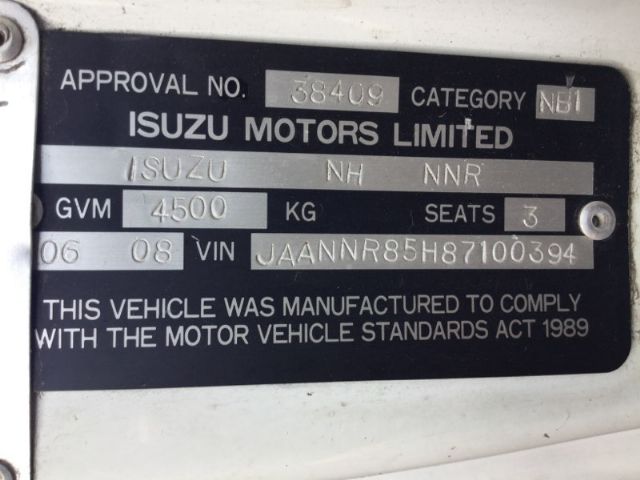 APPROVAL NO. 38409 CATEGORY NB1
ISUZU MOTORS LIMITED
ISUZU NH NNR
GVM 4500 KG SEATS 3
06 08 VIN JAANNR85H87100394
THIS VEHICLE WAS MANUFACTURED TO COMPLY
WITH THE MOTOR VEHICLE STANDARDS ACT 1989